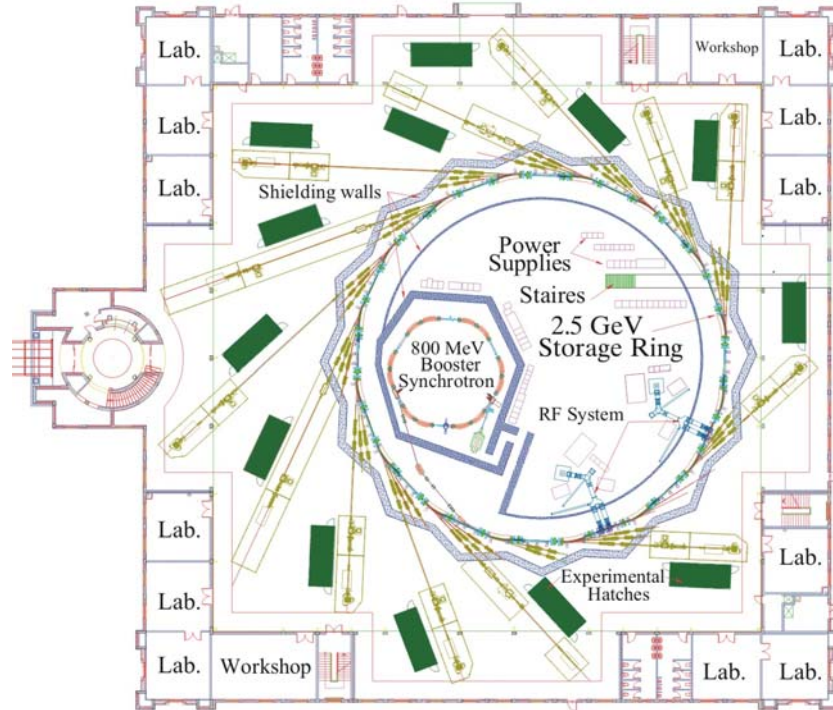 Lab.
Workshop
Lab.
Lab.
Lab.
Lab.
Lab.
Shielding walls
Power
Supplies
Staires
2.5 GeV
Storage Ring
800 MeV
Booster
Synchrotron
RF System
Lab.
Lab.
Lab.
Experimental
Hatches
Lab.
Workshop
Lab.
Lab.